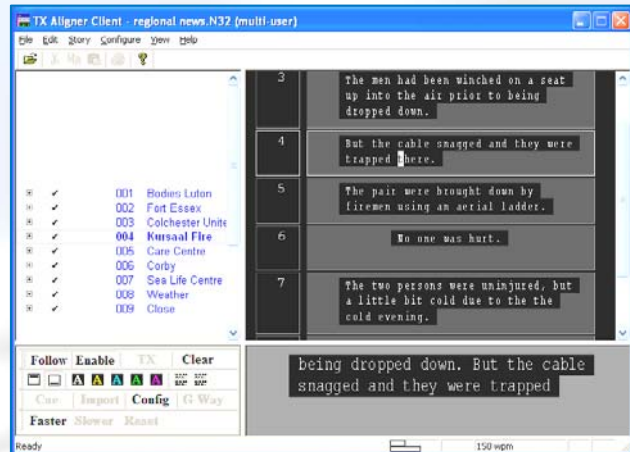 TX Aligner Client - regional news.N32 (multi-user)
File Edit Story Configure View Help
3
The men had been winched on a seat
up into the air prior to being
dropped down.
4
But the cable snagged and they were
trapped there.
5
The pair were brought down by
firemen using an aerial ladder.
6
No one was hurt.
7
The two persons were uninjured, but
a little bit cold due to the the
cold evening.
001 Bodies Luton
002 Fort Essex
003 Colchester Unite
004 Kursaal Fire
005 Care Centre
006 Corby
007 Sea Life Centre
008 Weather
009 Close
Follow Enable TX Clear
A A A A A
Cue Import Config G Way
Faster Slower Reset
being dropped down. But the cable
snagged and they were trapped
Ready
150 wpm